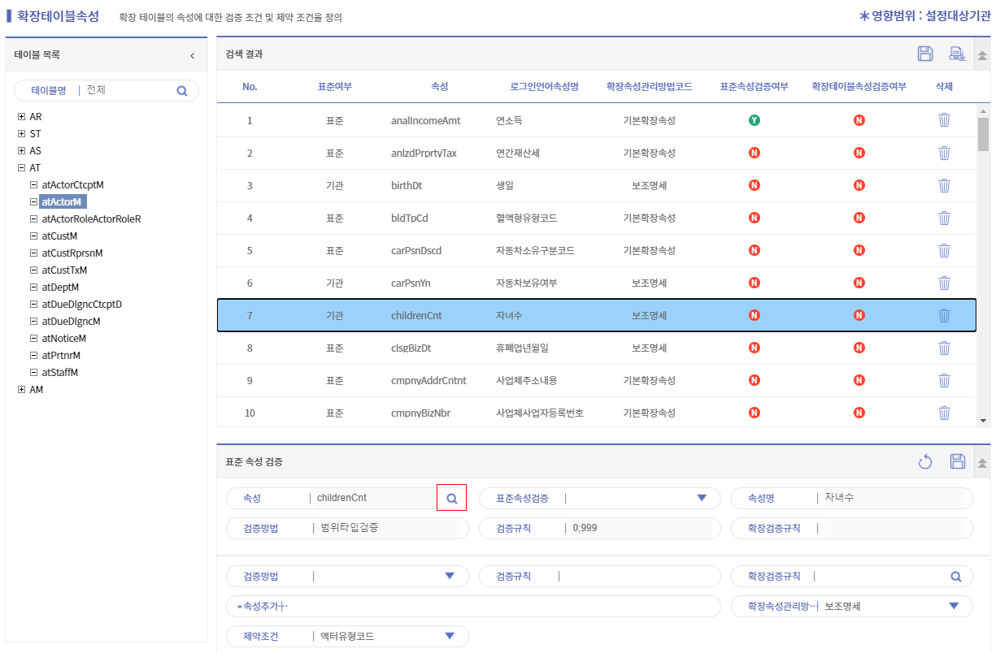 확장테이블속성 확장 테이블의 속성에 대한 검증 조건 및 제약 조건을 정의 ＊영향범위 : 설정대상기관
테이블 목록 <
테이블명 | 전체
AR
ST
AS
AT
atActorCtcptM
atActorM
atActorRoleActorRoleR
atCustM
atCustRprsnM
atCustTxM
atDeptM
atDueDlgncCtcptD
atDueDlgncM
atNoticeM
atPrtnrM
atStaffM
AM
검색 결과
No. 표준여부 속성 로그인언어속성명 확장속성관리방법코드 표준속성검증여부 확장테이블속성검증여부 삭제
1 표준 analIncomeAmt 연소득 기본확장속성 Y N
2 표준 anlzdPrprtyTax 연간재산세 기본확장속성 N N
3 기관 birthDt 생일 보조명세 N N
4 표준 bldTpCd 혈액형유형코드 기본확장속성 N N
5 표준 carPsnDscd 자동차소유구분코드 기본확장속성 N N
6 기관 carPsnYn 자동차보유여부 보조명세 N N
7 기관 childrenCnt 자녀수 보조명세 N N
8 표준 clsgBizDt 휴폐업년월일 보조명세 N N
9 표준 cmpnyAddrCntnt 사업체주소내용 기본확장속성 N N
10 표준 cmpnyBizNbr 사업체사업자등록번호 기본확장속성 N N
표준 속성 검증
속성 | childrenCnt 표준속성검증 | 속성명 | 자녀수
검증방법 | 범위타입검증 검증규칙 | 0;999 확장검증규칙 |
검증방법 | 검증규칙 | 확장검증규칙 |
*속성추가··· 확장속성관리방··· | 보조명세
제약조건 | 액터유형코드